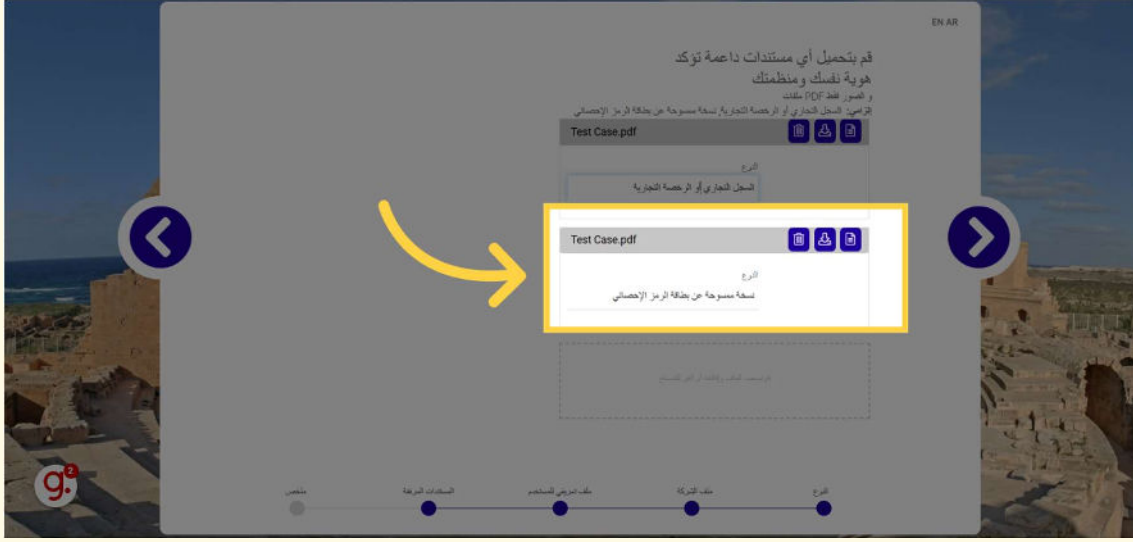 EN AR
قم بتحميل أي مستندات داعمة تؤكد
هوية نفسك ومنظمتك
و الصور فقط PDF ملفات
إلزامي: السجل التجاري أو الرخصة التجارية, نسخة ممسوحة عن بطاقة الرمز الإحصائي
Test Case.pdf
النوع
السجل التجاري أو الرخصة التجارية
Test Case.pdf
النوع
نسخة ممسوحة عن بطاقة الرمز الإحصائي
النوع
ملف الشركة
ملف تعريفي للمستخدم
المستندات المرفقة
ملخص
g.
2